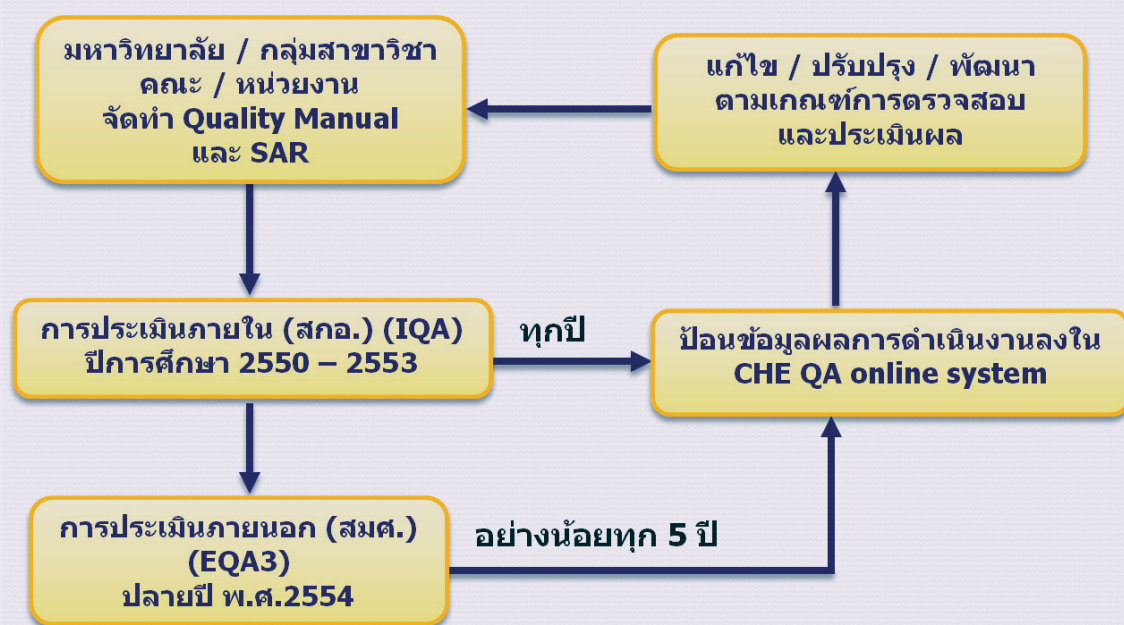 มหาวิทยาลัย / กลุ่มสาขาวิชา
คณะ / หน่วยงาน
จัดทำ Quality Manual
และ SAR
แก้ไข / ปรับปรุง / พัฒนา
ตามเกณฑ์การตรวจสอบ
และประเมินผล
การประเมินภายใน (สกอ.) (IQA)
ปีการศึกษา 2550 – 2553
ทุกปี
ป้อนข้อมูลผลการดำเนินงานลงใน
CHE QA online system
การประเมินภายนอก (สมศ.)
(EQA3)
ปลายปี พ.ศ.2554
อย่างน้อยทุก 5 ปี